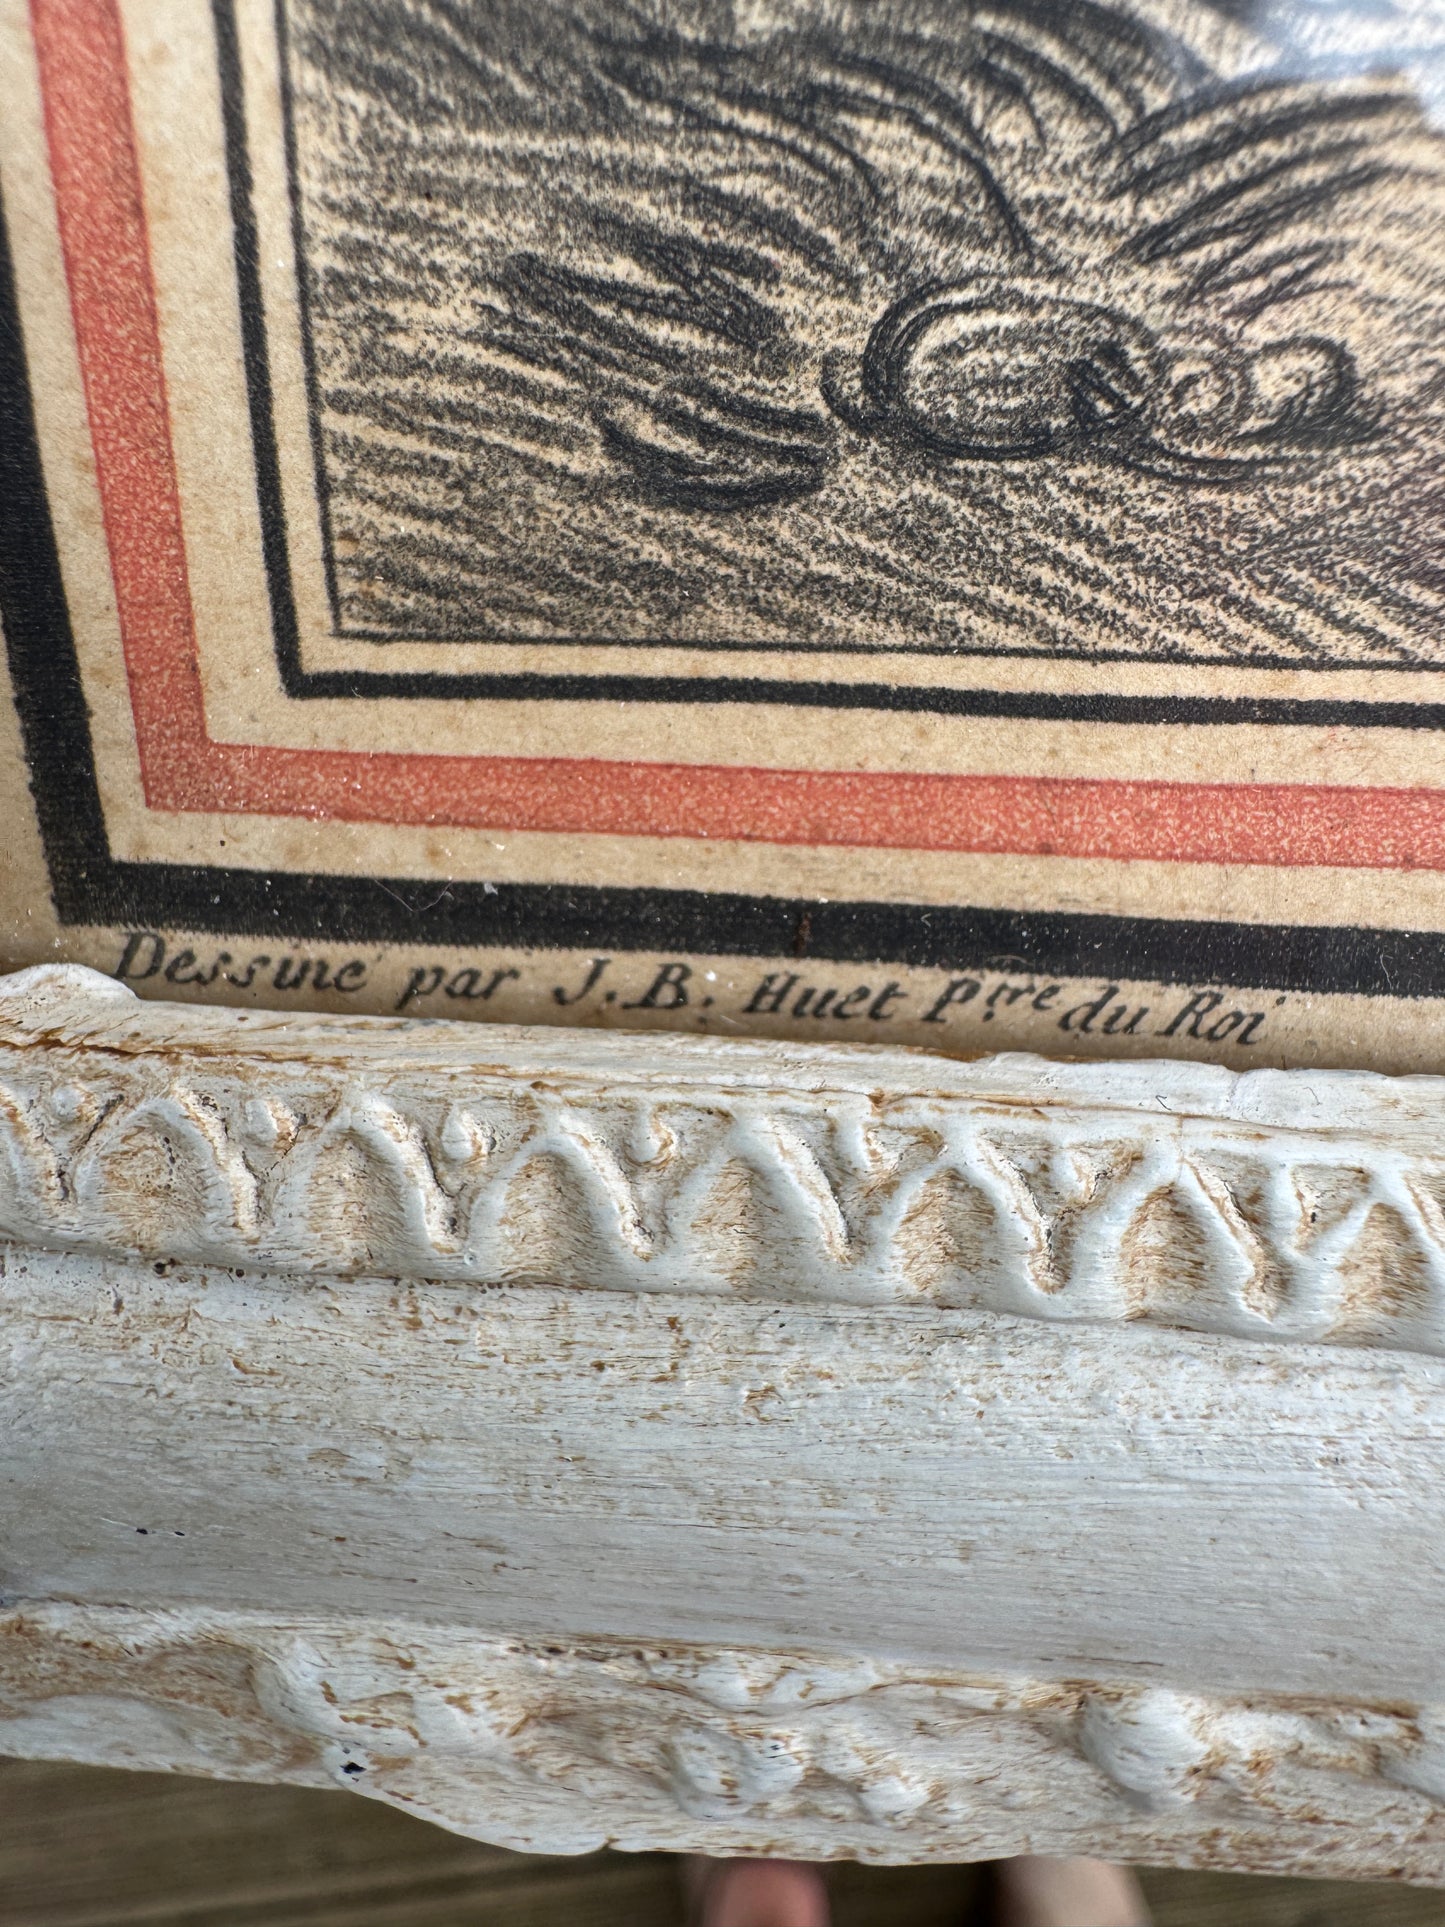 Dessiné par J. B. Huet P.tre du Roi